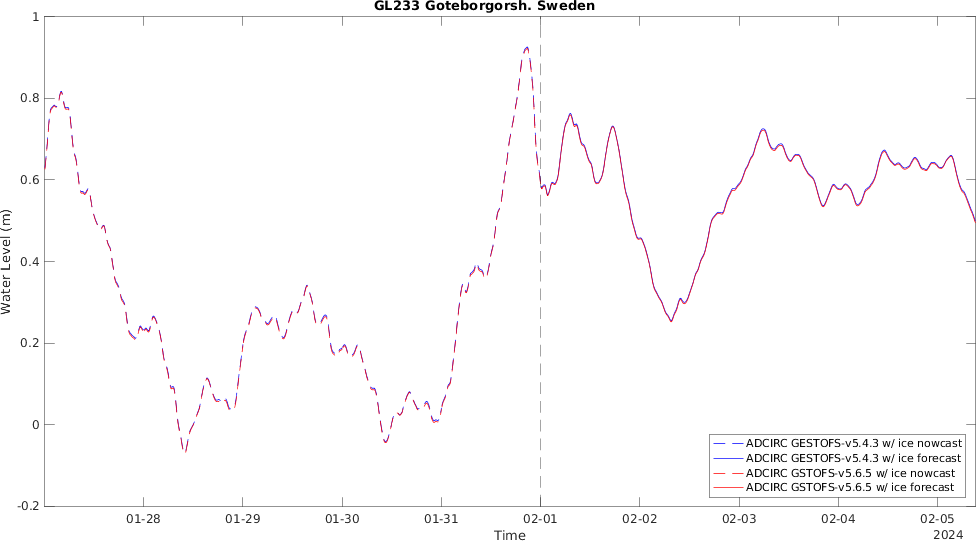 GL233 Goteborgorsh. Sweden
1
0.8
0.6
0.4
0.2
0
-0.2
Water Level (m)
ADCIRC GESTOFS-v5.4.3 w/ ice nowcast
ADCIRC GESTOFS-v5.4.3 w/ ice forecast
ADCIRC GSTOFS-v5.6.5 w/ ice nowcast
ADCIRC GSTOFS-v5.6.5 w/ ice forecast
01-28 01-29 01-30 01-31 02-01 02-02 02-03 02-04 02-05
Time
2024